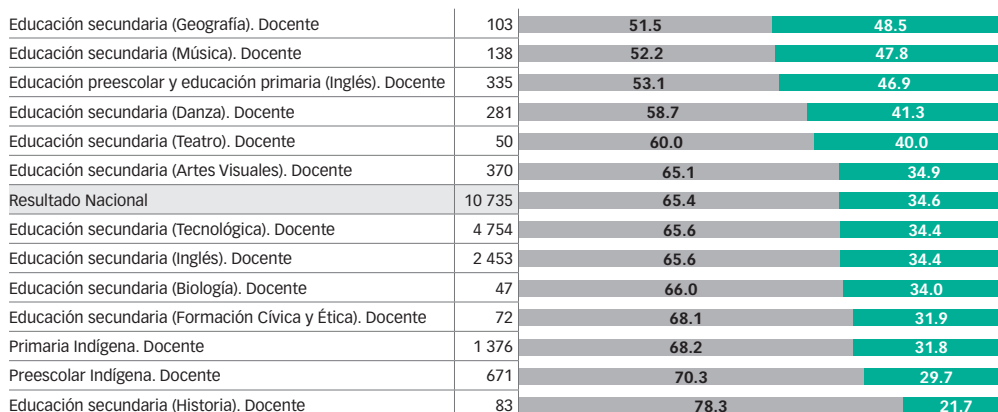 Educación secundaria (Geografía). Docente 103 51.5 48.5
Educación secundaria (Música). Docente 138 52.2 47.8
Educación preescolar y educación primaria (Inglés). Docente 335 53.1 46.9
Educación secundaria (Danza). Docente 281 58.7 41.3
Educación secundaria (Teatro). Docente 50 60.0 40.0
Educación secundaria (Artes Visuales). Docente 370 65.1 34.9
Resultado Nacional 10 735 65.4 34.6
Educación secundaria (Tecnológica). Docente 4 754 65.6 34.4
Educación secundaria (Inglés). Docente 2 453 65.6 34.4
Educación secundaria (Biología). Docente 47 66.0 34.0
Educación secundaria (Formación Cívica y Ética). Docente 72 68.1 31.9
Primaria Indígena. Docente 1 376 68.2 31.8
Preescolar Indígena. Docente 671 70.3 29.7
Educación secundaria (Historia). Docente 83 78.3 21.7